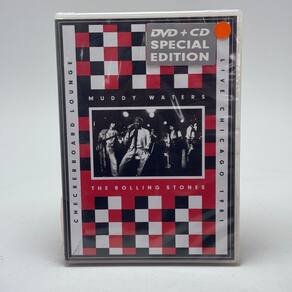 DVD + CD
SPECIAL
EDITION
CHECKERBOARD LOUNGE
LIVE CHICAGO 1981
MUDDY WATERS
THE ROLLING STONES